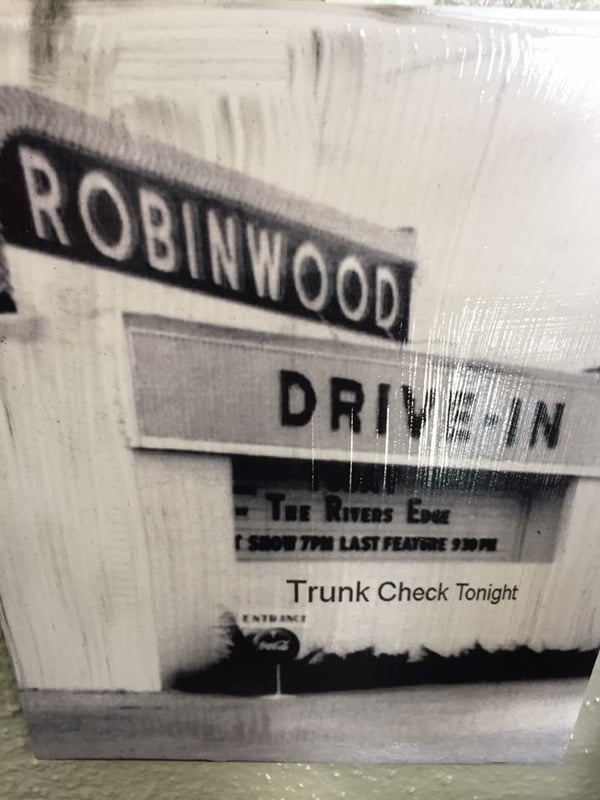 ROBINWOOD
DRIVE-IN
THE RIVERS EDGE
SHOW 7PM LAST FEATURE 930PM
Trunk Check Tonight
ENTRANCE